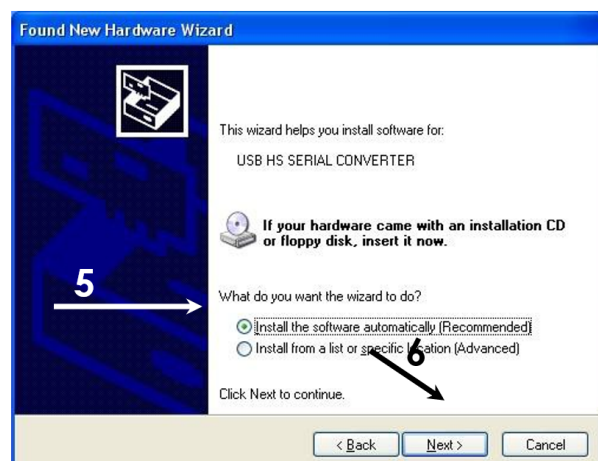 Found New Hardware Wizard
This wizard helps you install software for:
USB HS SERIAL CONVERTER
If your hardware came with an installation CD
or floppy disk, insert it now.
5
What do you want the wizard to do?
Install the software automatically (Recommended)
6
Install from a list or specific location (Advanced)
Click Next to continue.
< Back
Next >
Cancel